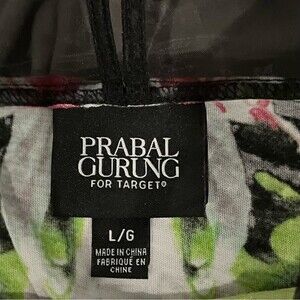 PRABAL
GURUNG
FOR TARGET®
L/G
MADE IN CHINA
FABRIQUÉ EN
CHINE